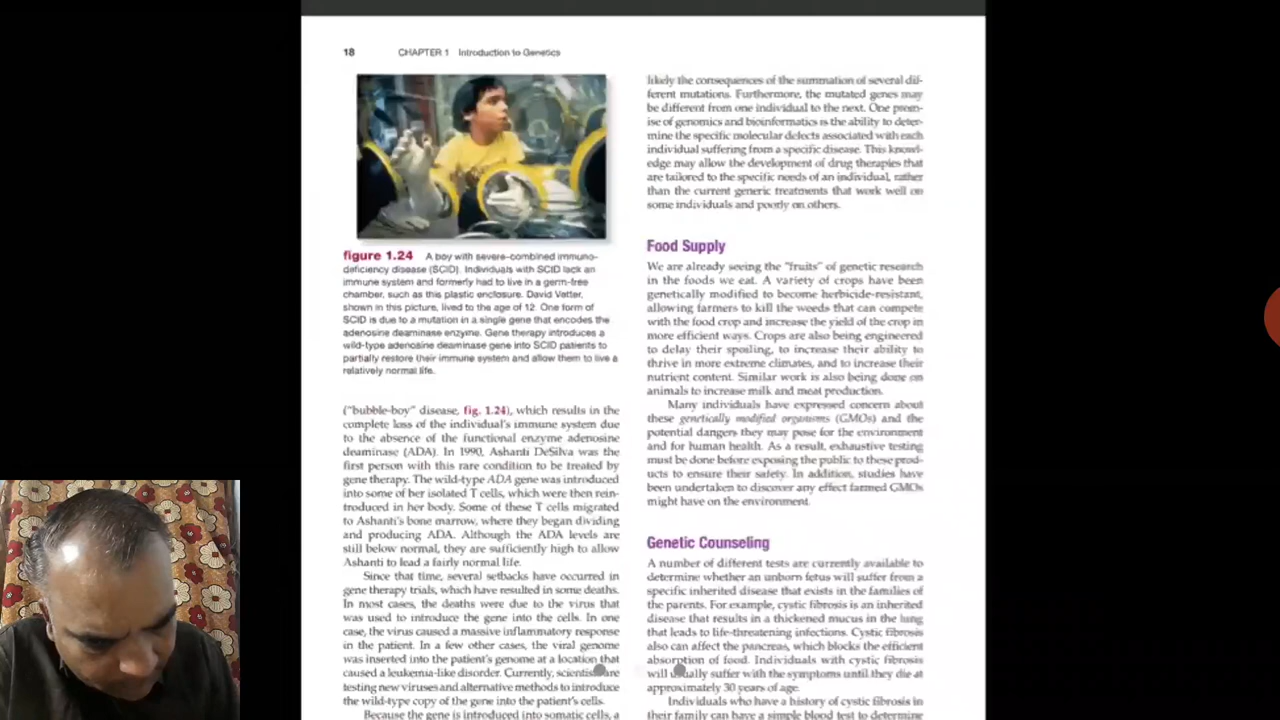 18 CHAPTER 1 Introduction to Genetics
figure 1.24 A boy with severe-combined immuno-
deficiency disease (SCID). Individuals with SCID lack an
immune system and formerly had to live in a germ-free
chamber, such as this plastic enclosure. David Vetter,
shown in this picture, lived to the age of 12. One form of
SCID is due to a mutation in a single gene that encodes the
adenosine deaminase enzyme. Gene therapy introduces a
wild-type adenosine deaminase gene into SCID patients to
partially restore their immune system and allow them to live a
relatively normal life.
("bubble-boy" disease, fig. 1.24), which results in the
complete loss of the individual's immune system due
to the absence of the functional enzyme adenosine
deaminase (ADA). In 1990, Ashanti DeSilva was the
first person with this rare condition to be treated by
gene therapy. The wild-type ADA gene was introduced
into some of her isolated T cells, which were then rein-
troduced in her body. Some of these T cells migrated
to Ashanti's bone marrow, where they began dividing
and producing ADA. Although the ADA levels are
still below normal, they are sufficiently high to allow
Ashanti to lead a fairly normal life.
Since that time, several setbacks have occurred in
gene therapy trials, which have resulted in some deaths.
In most cases, the deaths were due to the virus that
was used to introduce the gene into the cells. In one
case, the virus caused a massive inflammatory response
in the patient. In a few other cases, the viral genome
was inserted into the patient's genome at a location that
caused a leukemia-like disorder. Currently, scientists are
testing new viruses and alternative methods to introduce
the wild-type copy of the gene into the patient's cells.
Because the gene is introduced into somatic cells, a
likely the consequences of the summation of several dif-
ferent mutations. Furthermore, the mutated genes may
be different from one individual to the next. One prom-
ise of genomics and bioinformatics is the ability to deter-
mine the specific molecular defects associated with each
individual suffering from a specific disease. This knowl-
edge may allow the development of drug therapies that
are tailored to the specific needs of an individual, rather
than the current generic treatments that work well on
some individuals and poorly on others.
Food Supply
We are already seeing the "fruits" of genetic research
in the foods we eat. A variety of crops have been
genetically modified to become herbicide-resistant,
allowing farmers to kill the weeds that can compete
with the food crop and increase the yield of the crop in
more efficient ways. Crops are also being engineered
to delay their spoiling, to increase their ability to
thrive in more extreme climates, and to increase their
nutrient content. Similar work is also being done on
animals to increase milk and meat production.
Many individuals have expressed concern about
these genetically modified organisms (GMOs) and the
potential dangers they may pose for the environment
and for human health. As a result, exhaustive testing
must be done before exposing the public to these prod-
ucts to ensure their safety. In addition, studies have
been undertaken to discover any effect farmed GMOs
might have on the environment.
Genetic Counseling
A number of different tests are currently available to
determine whether an unborn fetus will suffer from a
specific inherited disease that exists in the families of
the parents. For example, cystic fibrosis is an inherited
disease that results in a thickened mucus in the lung
that leads to life-threatening infections. Cystic fibrosis
also can affect the pancreas, which blocks the efficient
absorption of food. Individuals with cystic fibrosis
will usually suffer with the symptoms until they die at
approximately 30 years of age.
Individuals who have a history of cystic fibrosis in
their family can have a simple blood test to determine